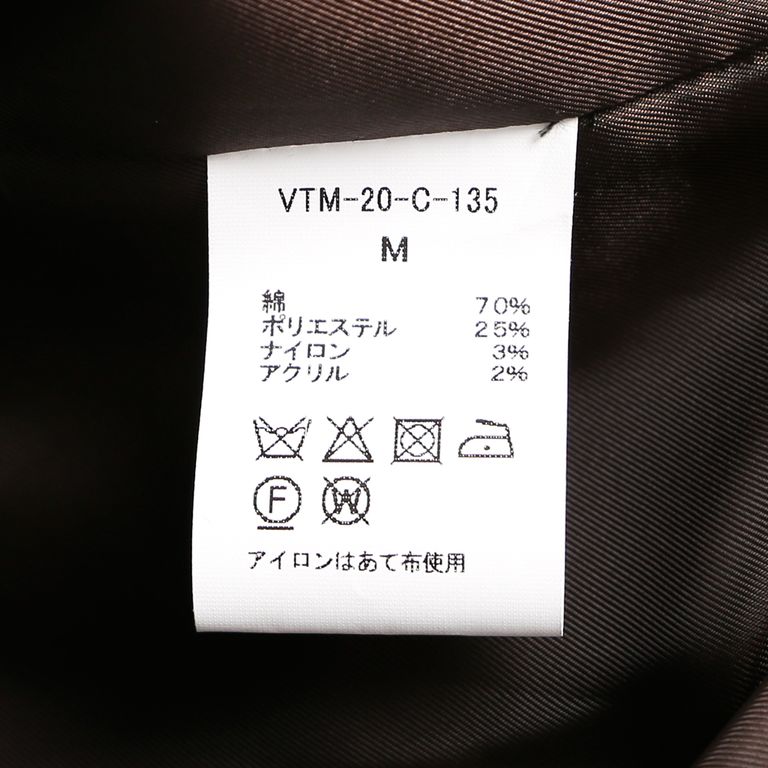 VTM-20-C-135
M
綿 70%
ポリエステル 25%
ナイロン 3%
アクリル 2%
F W
アイロンはあて布使用